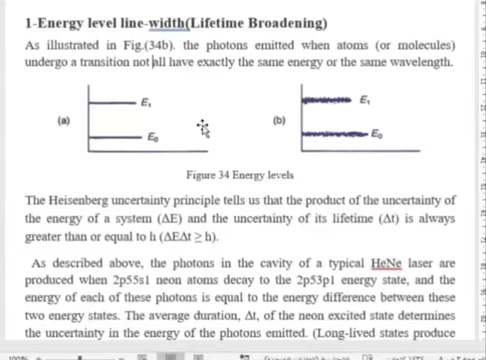 1-Energy level line-width(Lifetime Broadening)
As illustrated in Fig.(34b). the photons emitted when atoms (or molecules)
undergo a transition not all have exactly the same energy or the same wavelength.
(a) E₁ (b) E₁
E₀ E₀
Figure 34 Energy levels
The Heisenberg uncertainty principle tells us that the product of the uncertainty of
the energy of a system (ΔE) and the uncertainty of its lifetime (Δt) is always
greater than or equal to h (ΔEΔt ≥ h).
As described above, the photons in the cavity of a typical HeNe laser are
produced when 2p55s1 neon atoms decay to the 2p53p1 energy state, and the
energy of each of these photons is equal to the energy difference between these
two energy states. The average duration, Δt, of the neon excited state determines
the uncertainty in the energy of the photons emitted. (Long-lived states produce